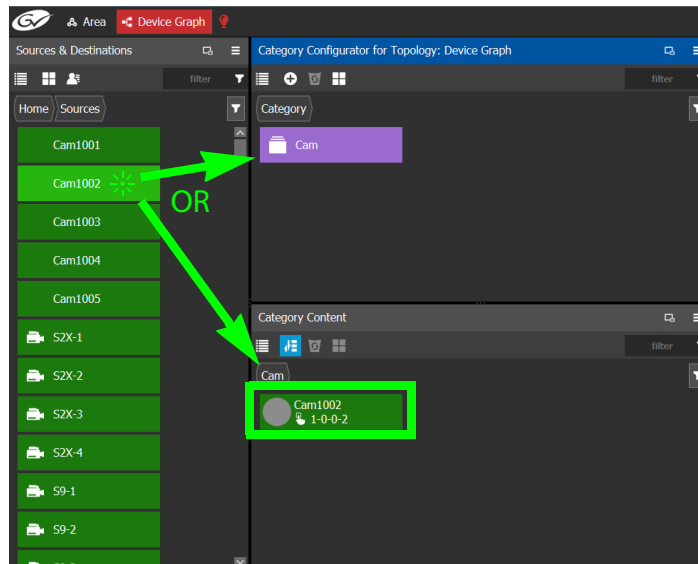 GV Area Device Graph
Sources & Destinations
filter
Home Sources
Cam1001
Cam1002
Cam1003
Cam1004
Cam1005
S2X-1
S2X-2
S2X-3
S2X-4
S9-1
S9-2
OR
Category Configurator for Topology: Device Graph
filter
Category
Cam
Category Content
filter
Cam
Cam1002
1-0-0-2